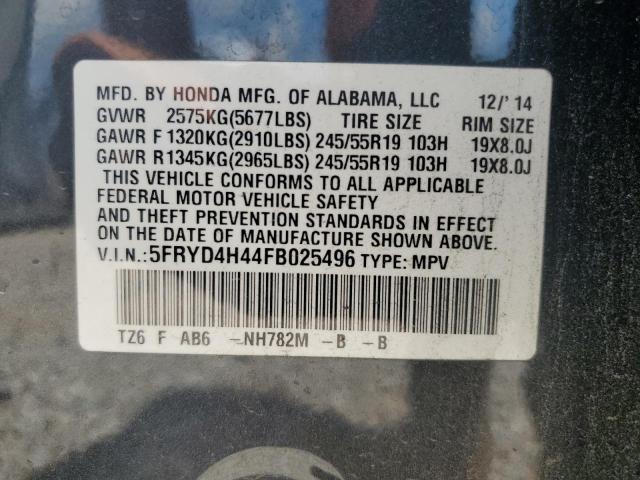 MFD. BY HONDA MFG. OF ALABAMA, LLC 12/'14
GVWR 2575KG(5677LBS) TIRE SIZE RIM SIZE
GAWR F 1320KG(2910LBS) 245/55R19 103H 19X8.0J
GAWR R 1345KG(2965LBS) 245/55R19 103H 19X8.0J
THIS VEHICLE CONFORMS TO ALL APPLICABLE
FEDERAL MOTOR VEHICLE SAFETY
AND THEFT PREVENTION STANDARDS IN EFFECT
ON THE DATE OF MANUFACTURE SHOWN ABOVE.
V.I.N.: 5FRYD4H44FB025496 TYPE: MPV
TZ6 F AB6 -NH782M -B -B